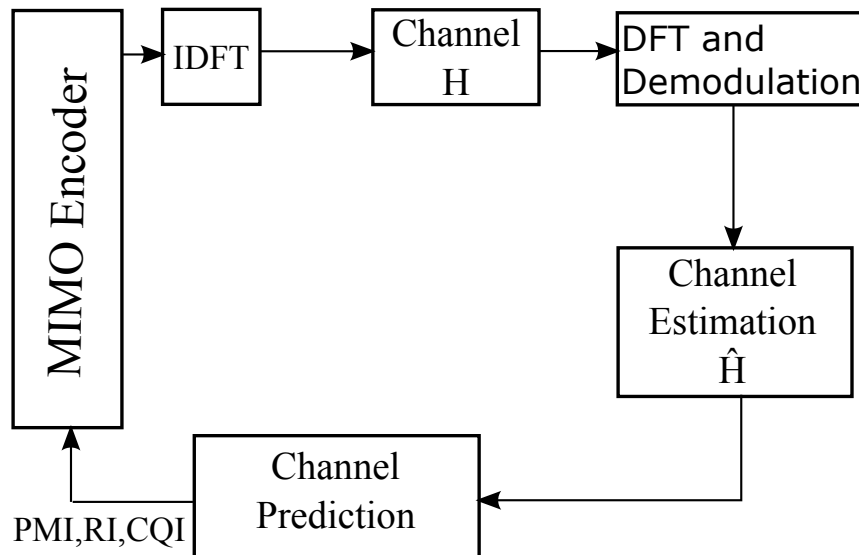 MIMO Encoder
IDFT
Channel
H
DFT and
Demodulation
Channel
Estimation
Ĥ
Channel
Prediction
PMI,RI,CQI